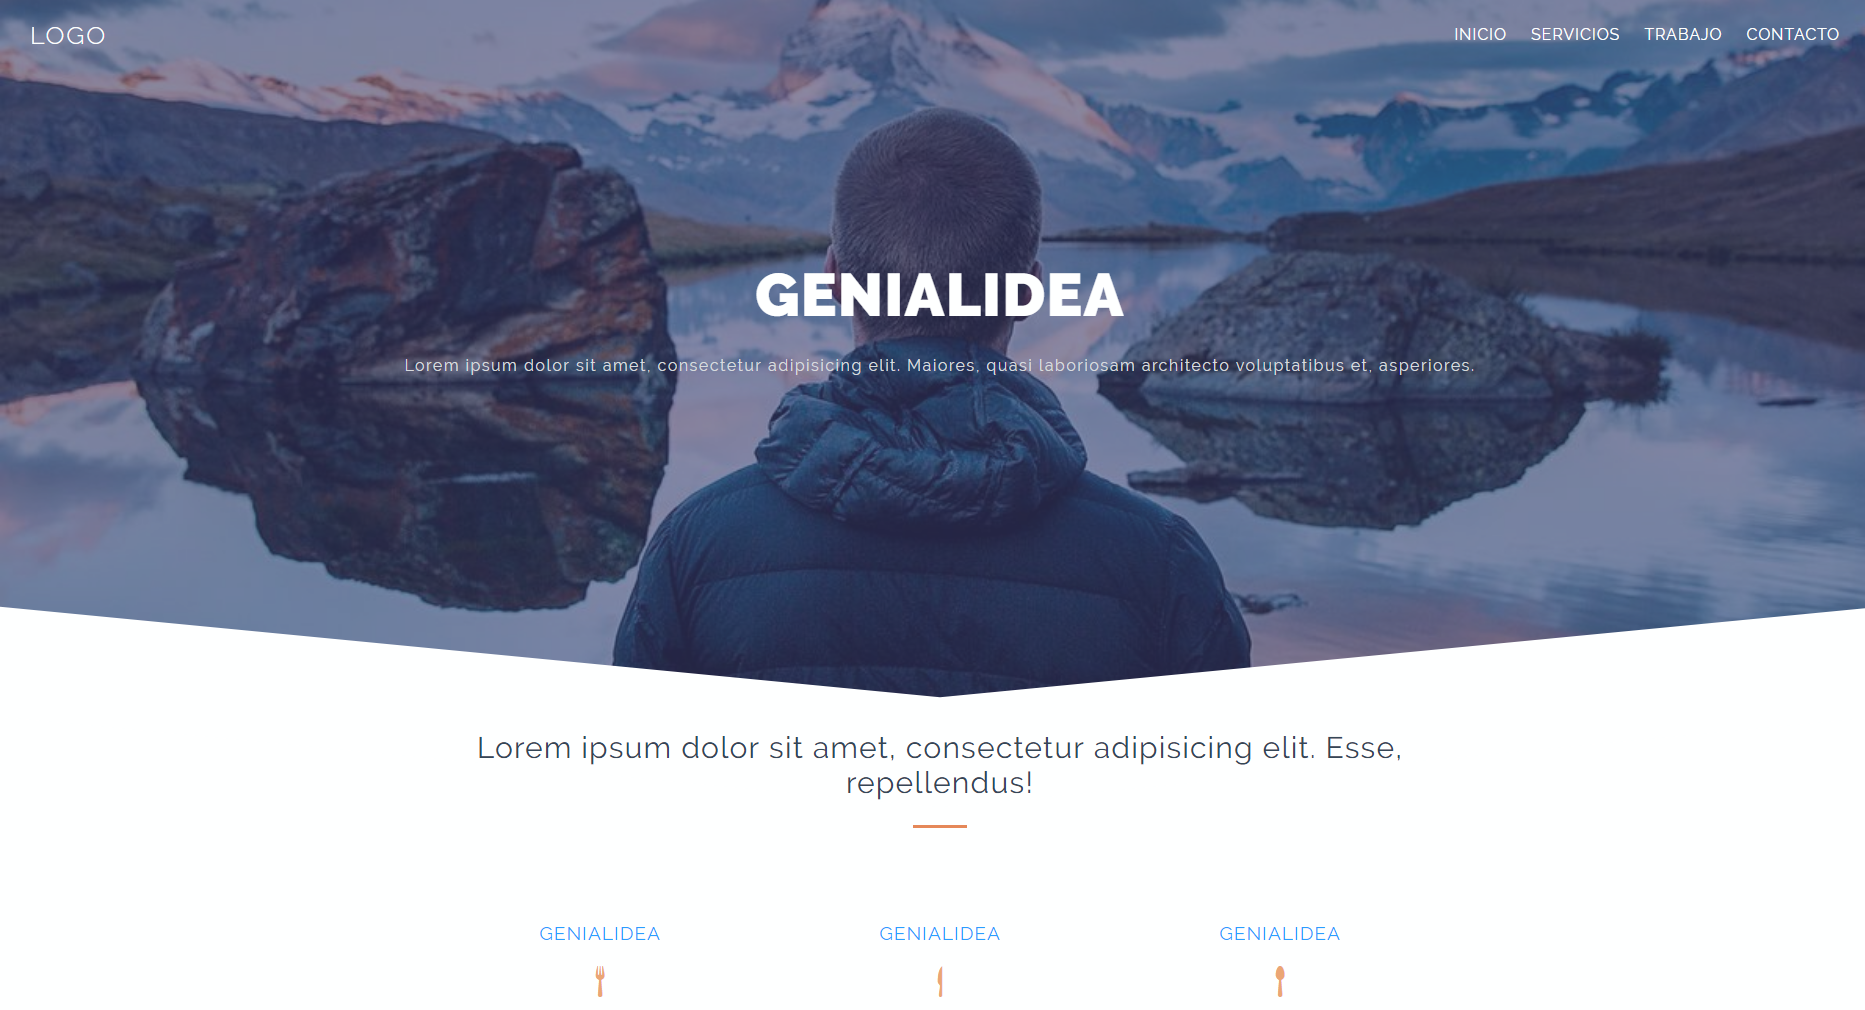 LOGO
INICIO SERVICIOS TRABAJO CONTACTO
GENIALIDEA
Lorem ipsum dolor sit amet, consectetur adipisicing elit. Maiores, quasi laboriosam architecto voluptatibus et, asperiores.
Lorem ipsum dolor sit amet, consectetur adipisicing elit. Esse,
repellendus!
GENIALIDEA GENIALIDEA GENIALIDEA